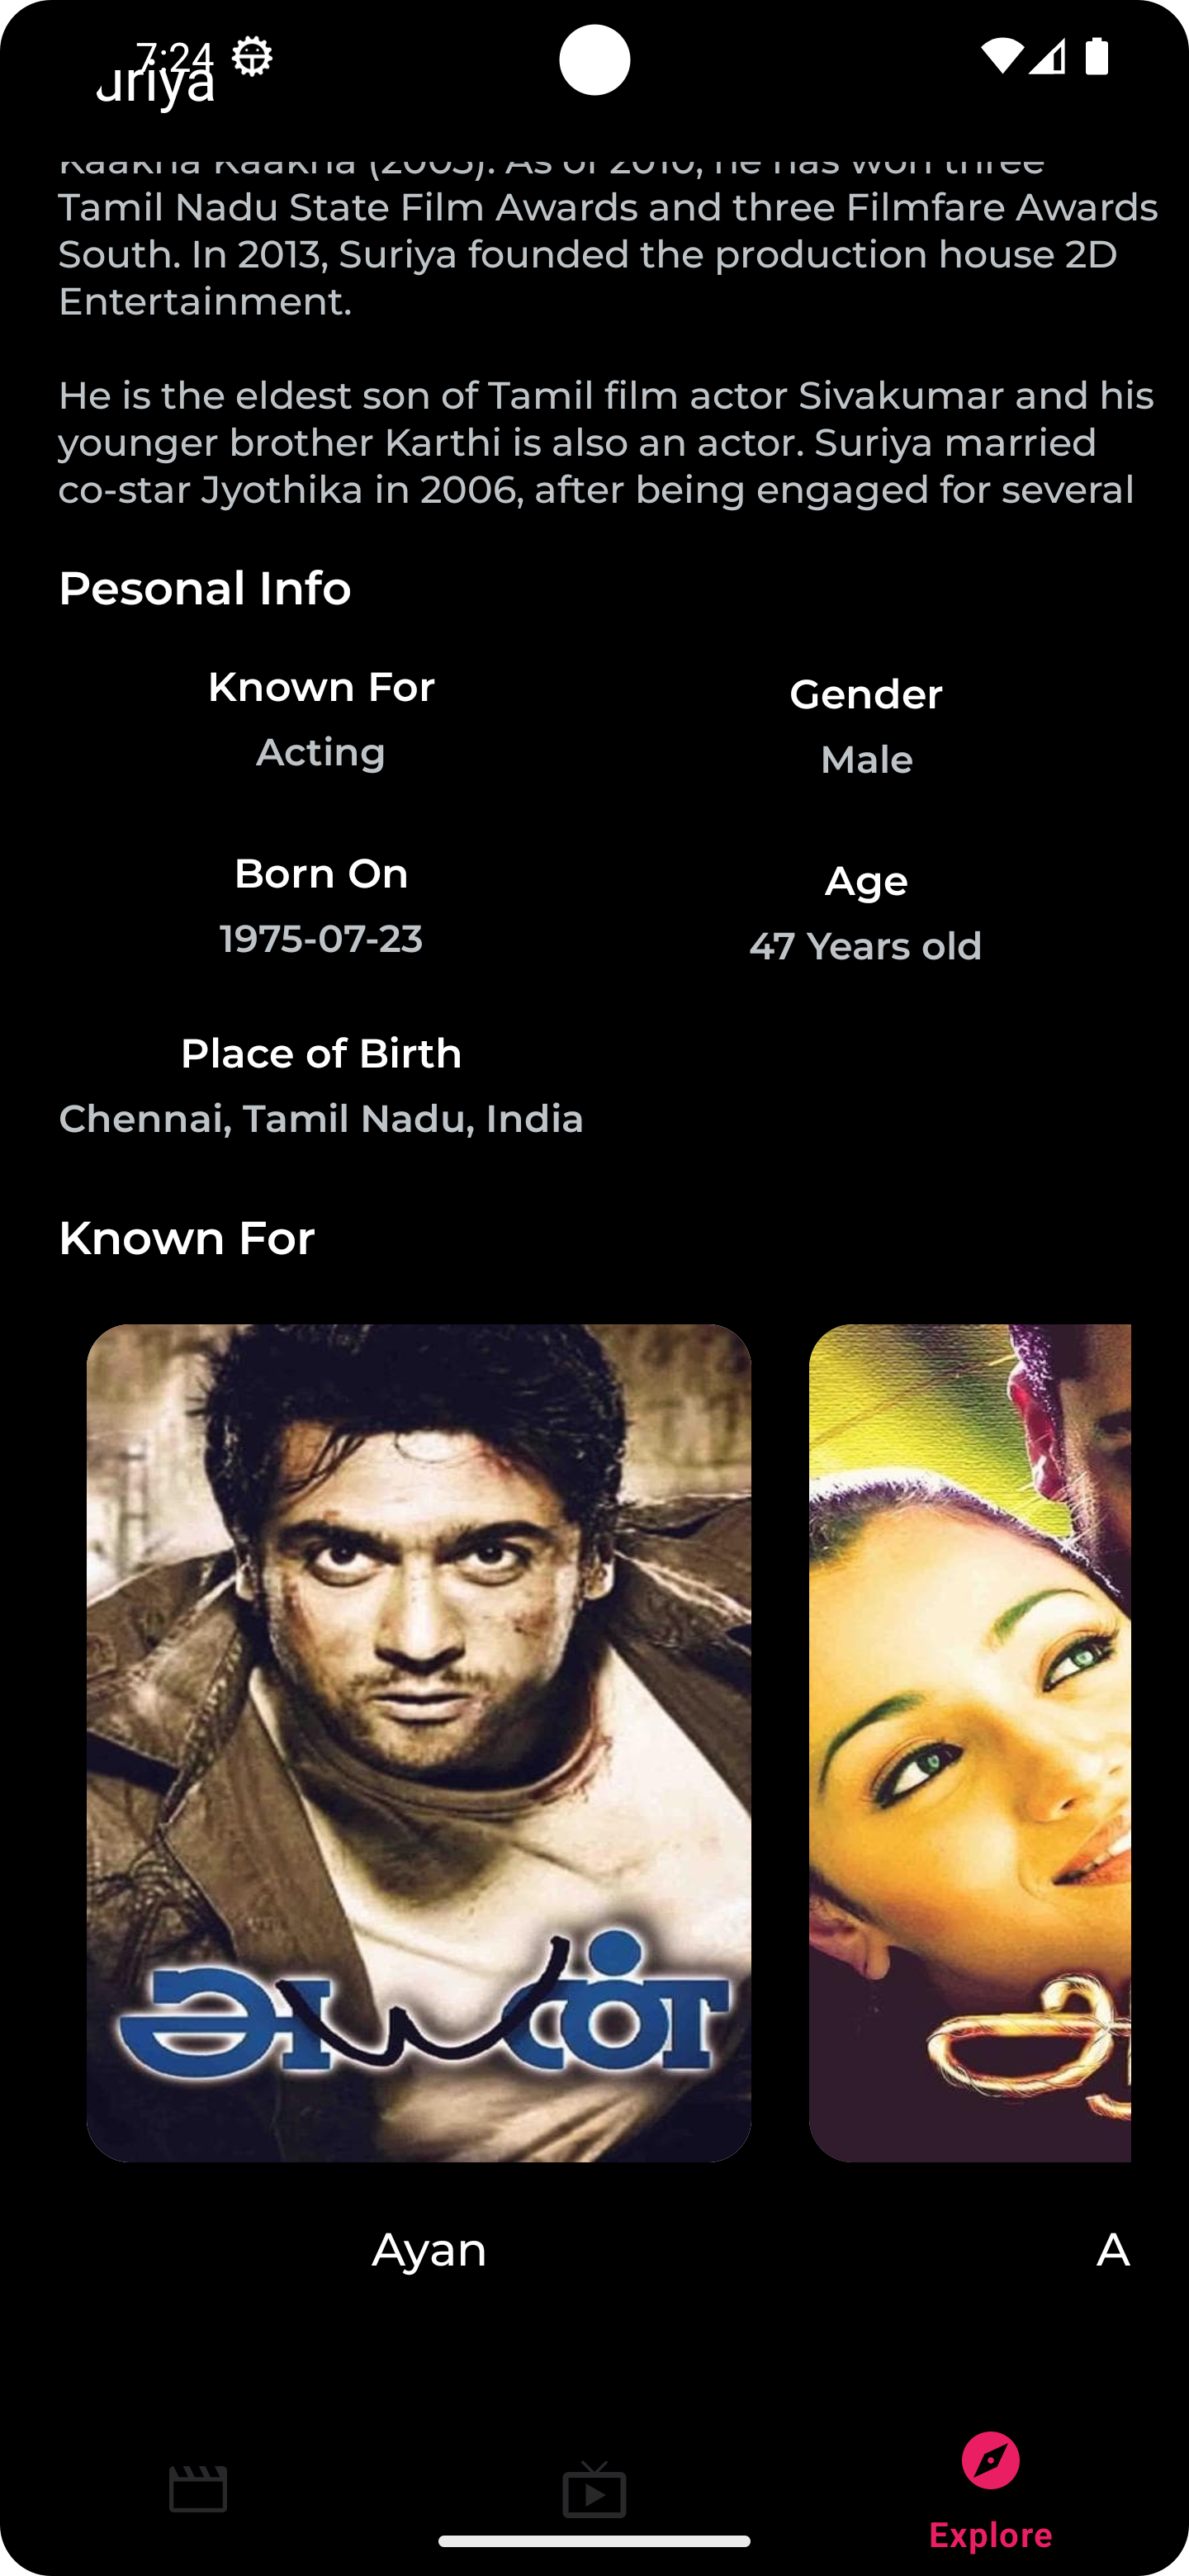 7:24
uriya
Kaakha Kaakha (2003). As of 2010, he has won three
Tamil Nadu State Film Awards and three Filmfare Awards
South. In 2013, Suriya founded the production house 2D
Entertainment.
He is the eldest son of Tamil film actor Sivakumar and his
younger brother Karthi is also an actor. Suriya married
co-star Jyothika in 2006, after being engaged for several
Pesonal Info
Known For
Gender
Acting
Male
Born On
Age
1975-07-23
47 Years old
Place of Birth
Chennai, Tamil Nadu, India
Known For
அயன்
Ayan
A
Explore